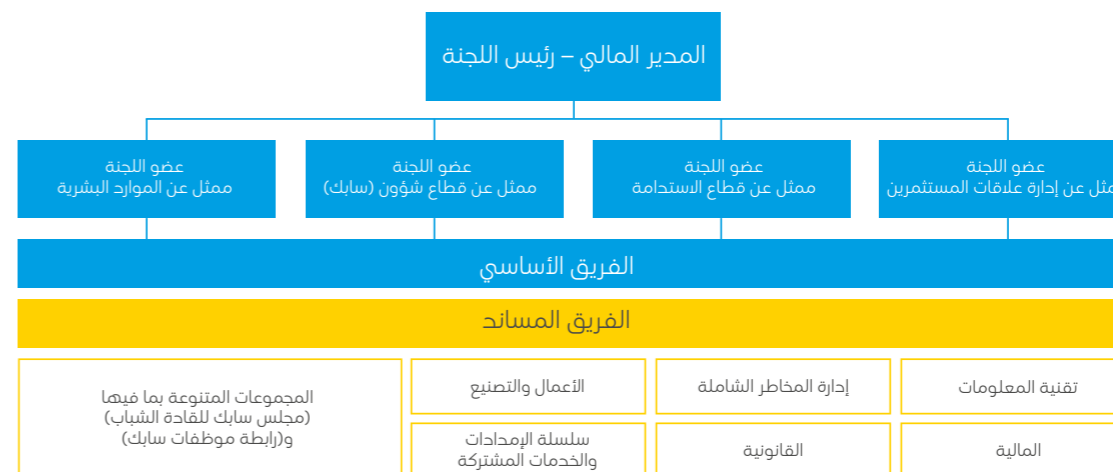 المدير المالي – رئيس اللجنة
عضو اللجنة
ممثل عن إدارة علاقات المستثمرين
عضو اللجنة
ممثل عن قطاع الاستدامة
عضو اللجنة
ممثل عن قطاع شؤون (سابك)
عضو اللجنة
ممثل عن الموارد البشرية
الفريق الأساسي
الفريق المساند
تقنية المعلومات
إدارة المخاطر الشاملة
الأعمال والتصنيع
المجموعات المتنوعة بما فيها
(مجلس سابك للقادة الشباب)
و(رابطة موظفات سابك)
المالية
القانونية
سلسلة الإمدادات
والخدمات المشتركة